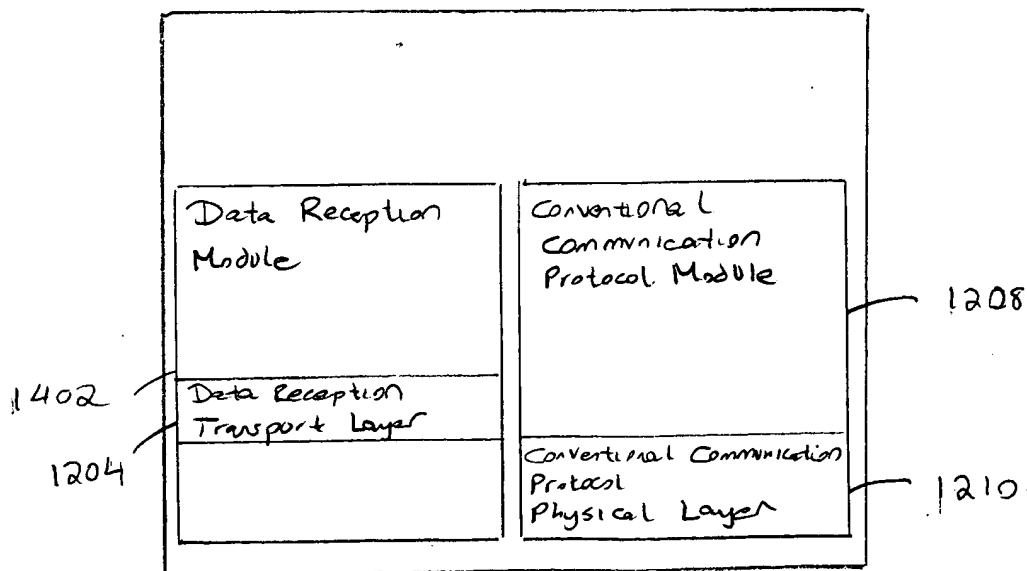 Data Reception
Module
Conventional
Communication
Protocol Module
1208
1402
Data Reception
Transport Layer
1204
Conventional Communication
Protocol
Physical Layer
1210